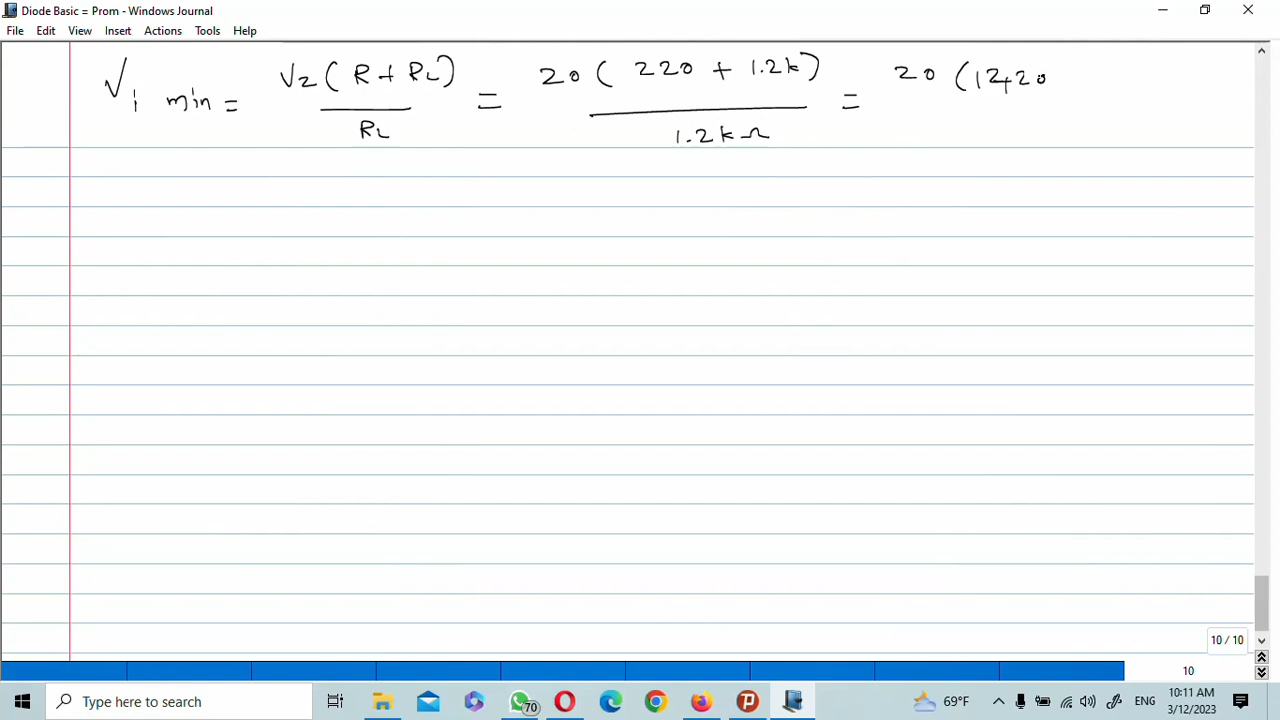 Diode Basic = Prom - Windows Journal
File Edit View Insert Actions Tools Help
Vi min = Vz (R + RL) / RL = 20 (220 + 1.2k) / 1.2kΩ = 20 (1420
10 / 10
10
Type here to search
70
69°F
ENG
10:11 AM
3/12/2023